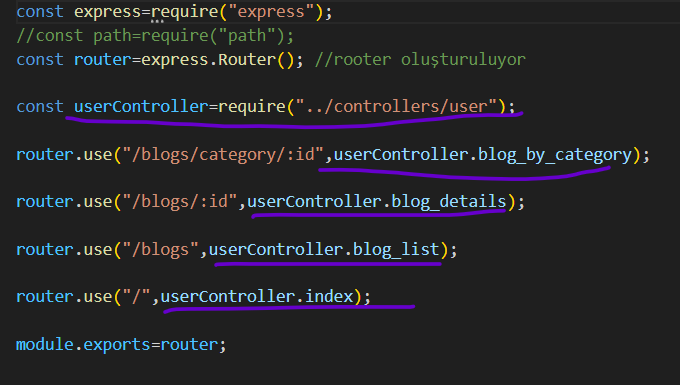 const express=require("express");
//const path=require("path");
const router=express.Router(); //rooter oluşturuluyor
const userController=require("../controllers/user");
router.use("/blogs/category/:id",userController.blog_by_category);
router.use("/blogs/:id",userController.blog_details);
router.use("/blogs",userController.blog_list);
router.use("/",userController.index);
module.exports=router;